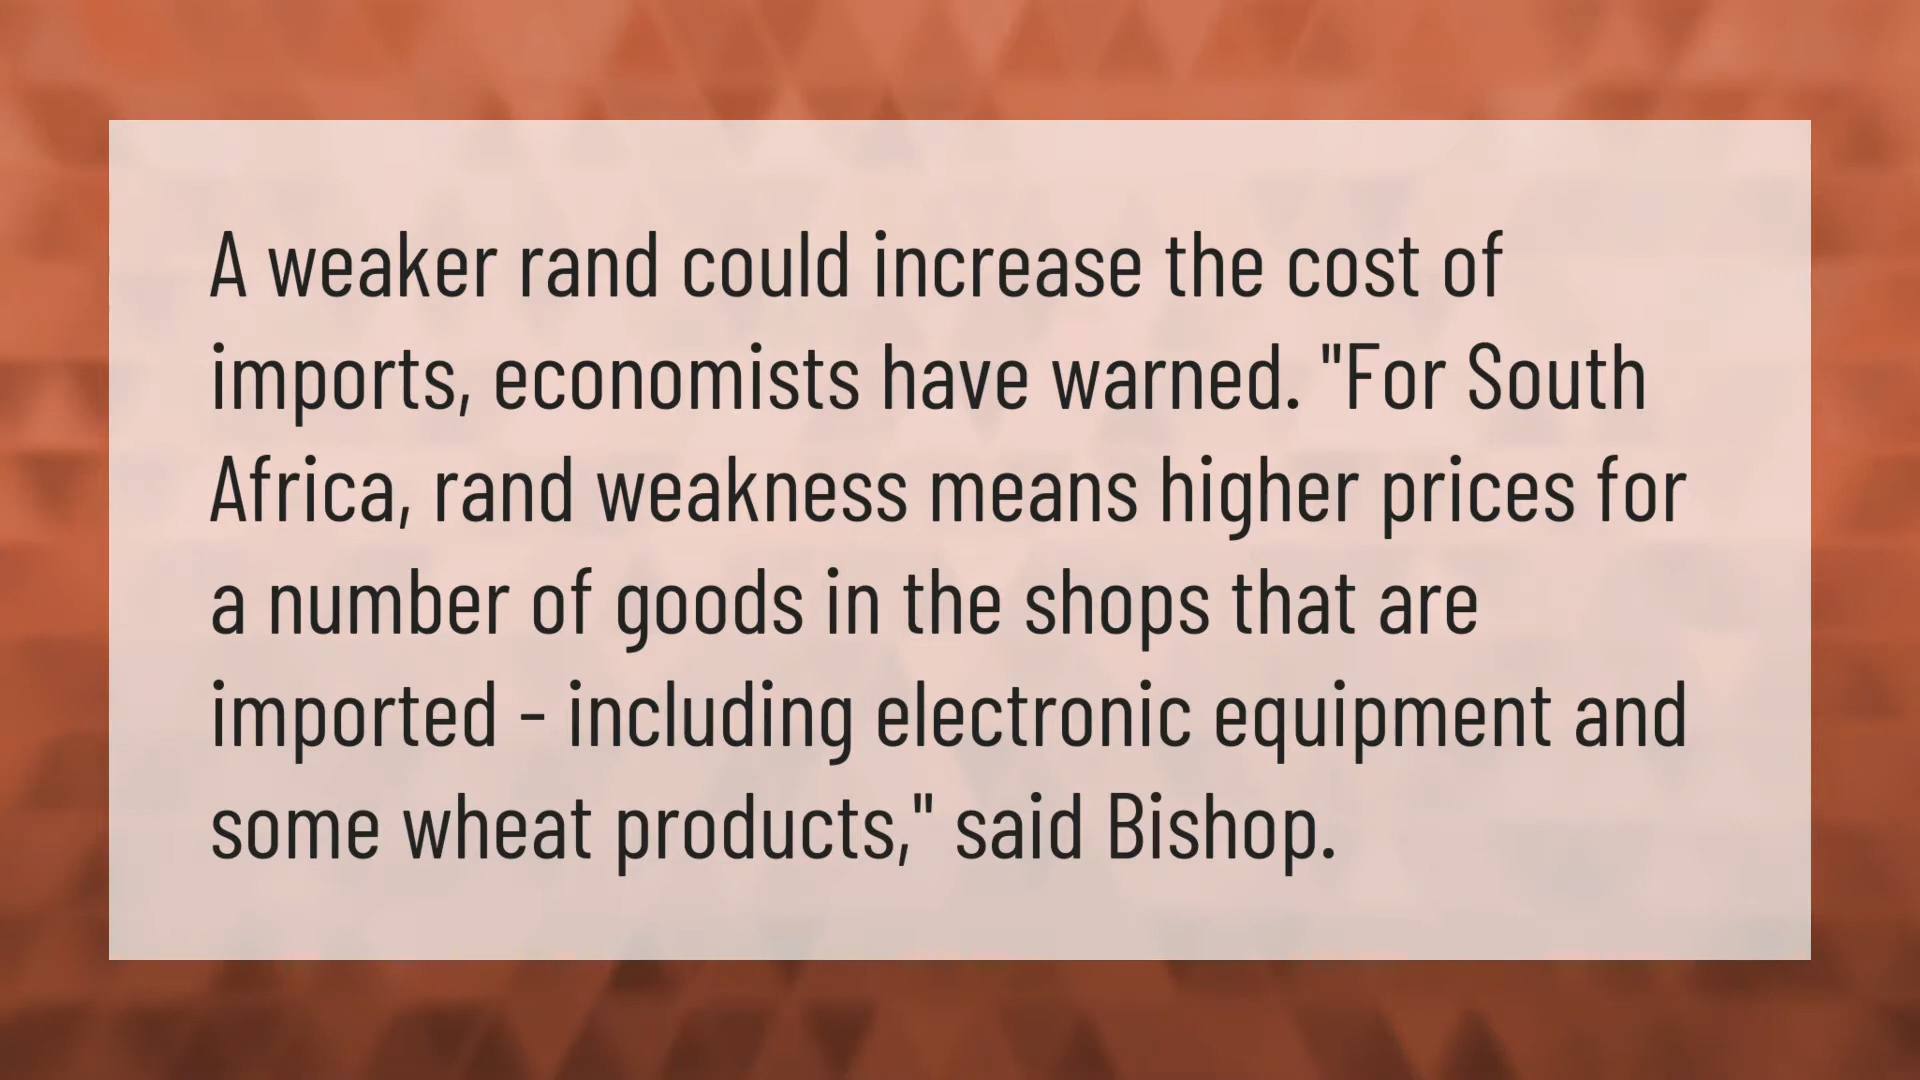 A weaker rand could increase the cost of
imports, economists have warned. "For South
Africa, rand weakness means higher prices for
a number of goods in the shops that are
imported - including electronic equipment and
some wheat products," said Bishop.